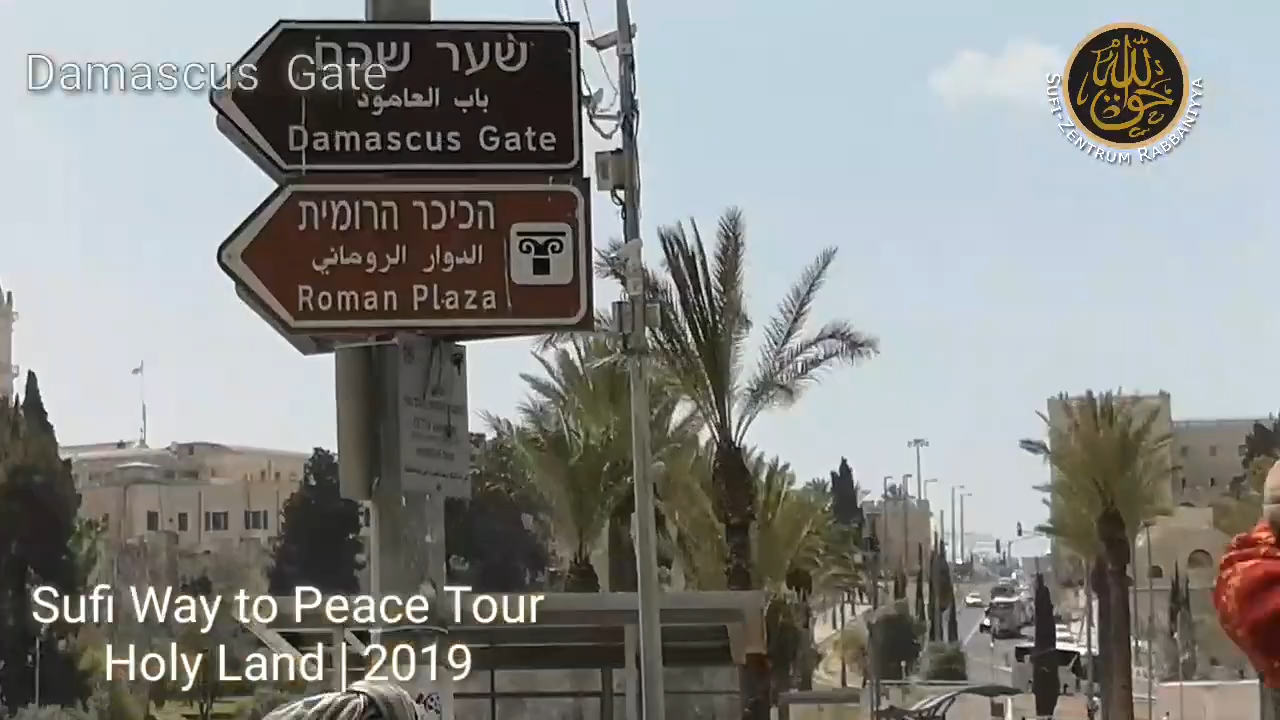 Damascus Gate
שער שכם
باب العامود
Damascus Gate
הכיכר הרומית
الدوار الروماني
Roman Plaza
SUFI-ZENTRUM RABBANIYYA
Sufi Way to Peace Tour
Holy Land | 2019